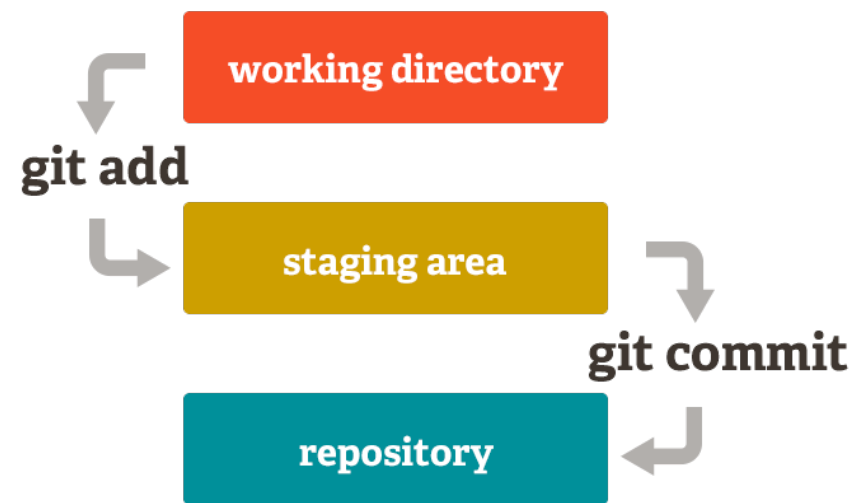 working directory
git add
staging area
git commit
repository